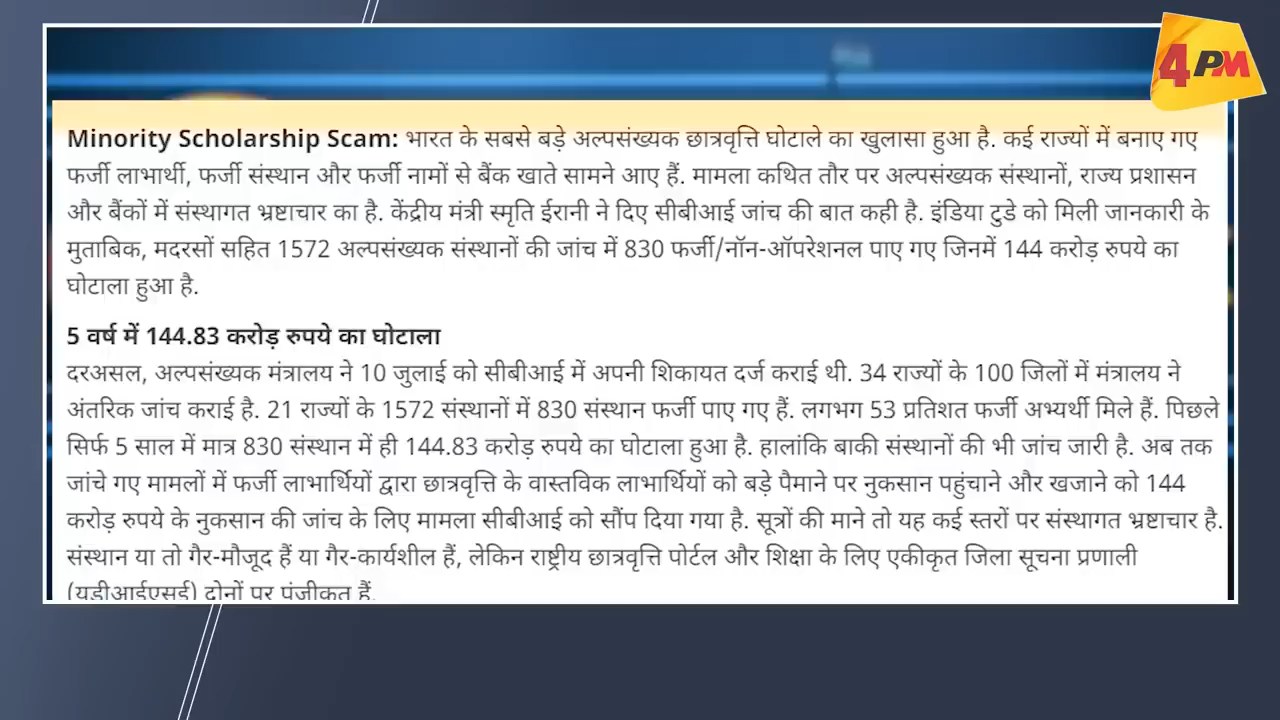 4PM
Minority Scholarship Scam: भारत के सबसे बड़े अल्पसंख्यक छात्रवृत्ति घोटाले का खुलासा हुआ है. कई राज्यों में बनाए गए
फर्जी लाभार्थी, फर्जी संस्थान और फर्जी नामों से बैंक खाते सामने आए हैं. मामला कथित तौर पर अल्पसंख्यक संस्थानों, राज्य प्रशासन
और बैंकों में संस्थागत भ्रष्टाचार का है. केंद्रीय मंत्री स्मृति ईरानी ने दिए सीबीआई जांच की बात कही है. इंडिया टुडे को मिली जानकारी के
मुताबिक, मदरसों सहित 1572 अल्पसंख्यक संस्थानों की जांच में 830 फर्जी/नॉन-ऑपरेशनल पाए गए जिनमें 144 करोड़ रुपये का
घोटाला हुआ है.
5 वर्ष में 144.83 करोड़ रुपये का घोटाला
दरअसल, अल्पसंख्यक मंत्रालय ने 10 जुलाई को सीबीआई में अपनी शिकायत दर्ज कराई थी. 34 राज्यों के 100 जिलों में मंत्रालय ने
अंतरिक जांच कराई है. 21 राज्यों के 1572 संस्थानों में 830 संस्थान फर्जी पाए गए हैं. लगभग 53 प्रतिशत फर्जी अभ्यर्थी मिले हैं. पिछले
सिर्फ 5 साल में मात्र 830 संस्थान में ही 144.83 करोड़ रुपये का घोटाला हुआ है. हालांकि बाकी संस्थानों की भी जांच जारी है. अब तक
जांचे गए मामलों में फर्जी लाभार्थियों द्वारा छात्रवृत्ति के वास्तविक लाभार्थियों को बड़े पैमाने पर नुकसान पहुंचाने और खजाने को 144
करोड़ रुपये के नुकसान की जांच के लिए मामला सीबीआई को सौंप दिया गया है. सूत्रों की माने तो यह कई स्तरों पर संस्थागत भ्रष्टाचार है.
संस्थान या तो गैर-मौजूद हैं या गैर-कार्यशील हैं, लेकिन राष्ट्रीय छात्रवृत्ति पोर्टल और शिक्षा के लिए एकीकृत जिला सूचना प्रणाली
(यूडीआईएसई) दोनों पर पंजीकृत हैं.